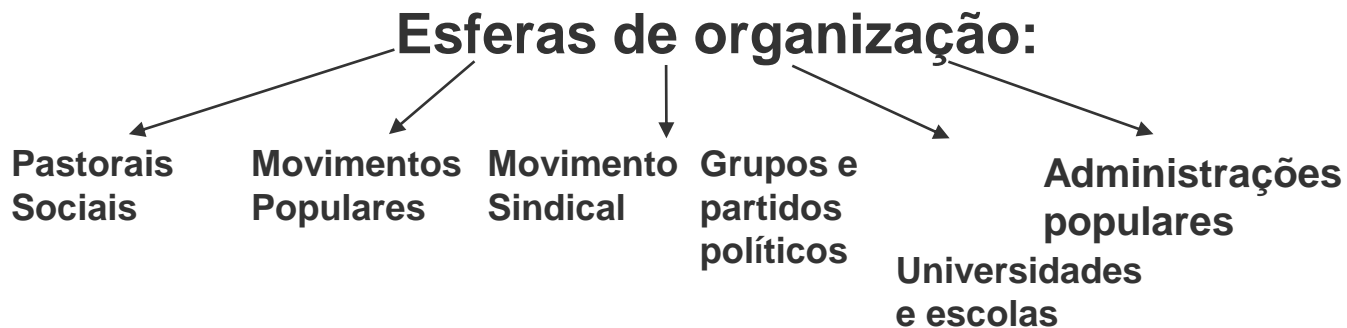 Esferas de organização:
Pastorais
Sociais
Movimentos
Populares
Movimento
Sindical
Grupos e
partidos
políticos
Universidades
e escolas
Administrações
populares